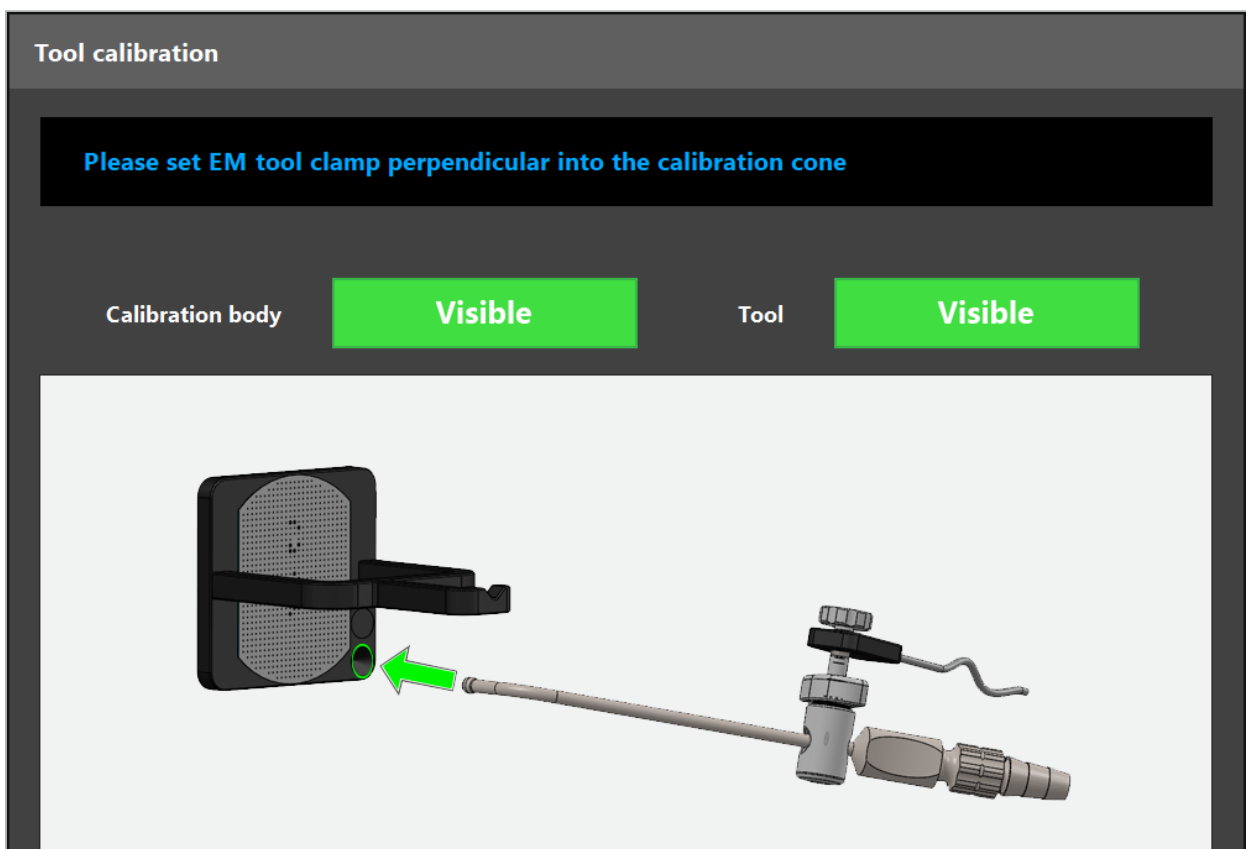 Tool calibration
Please set EM tool clamp perpendicular into the calibration cone
Calibration body
Visible
Tool
Visible